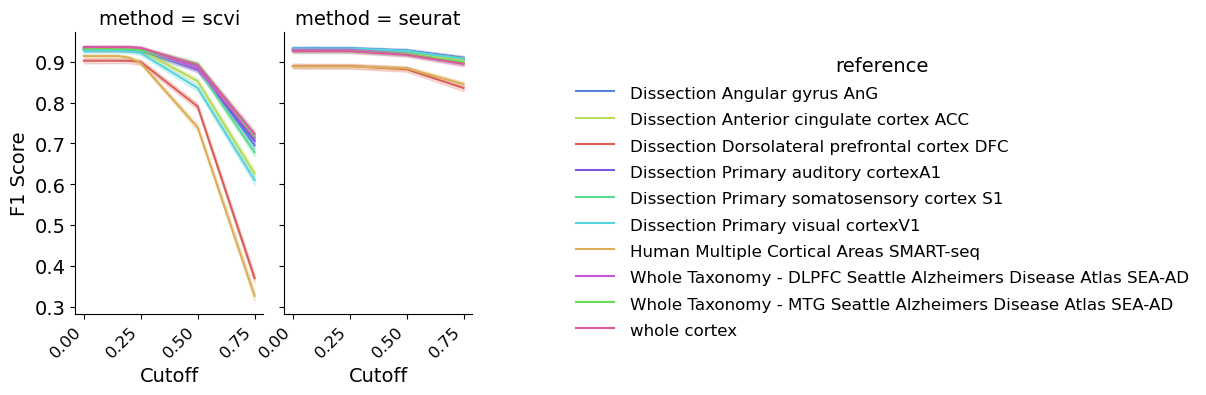 method = scvi
method = seurat
F1 Score
0.9
0.8
0.7
0.6
0.5
0.4
0.3
0.00
0.25
0.50
0.75
Cutoff
0.00
0.25
0.50
0.75
Cutoff
reference
Dissection Angular gyrus AnG
Dissection Anterior cingulate cortex ACC
Dissection Dorsolateral prefrontal cortex DFC
Dissection Primary auditory cortexA1
Dissection Primary somatosensory cortex S1
Dissection Primary visual cortexV1
Human Multiple Cortical Areas SMART-seq
Whole Taxonomy - DLPFC Seattle Alzheimers Disease Atlas SEA-AD
Whole Taxonomy - MTG Seattle Alzheimers Disease Atlas SEA-AD
whole cortex